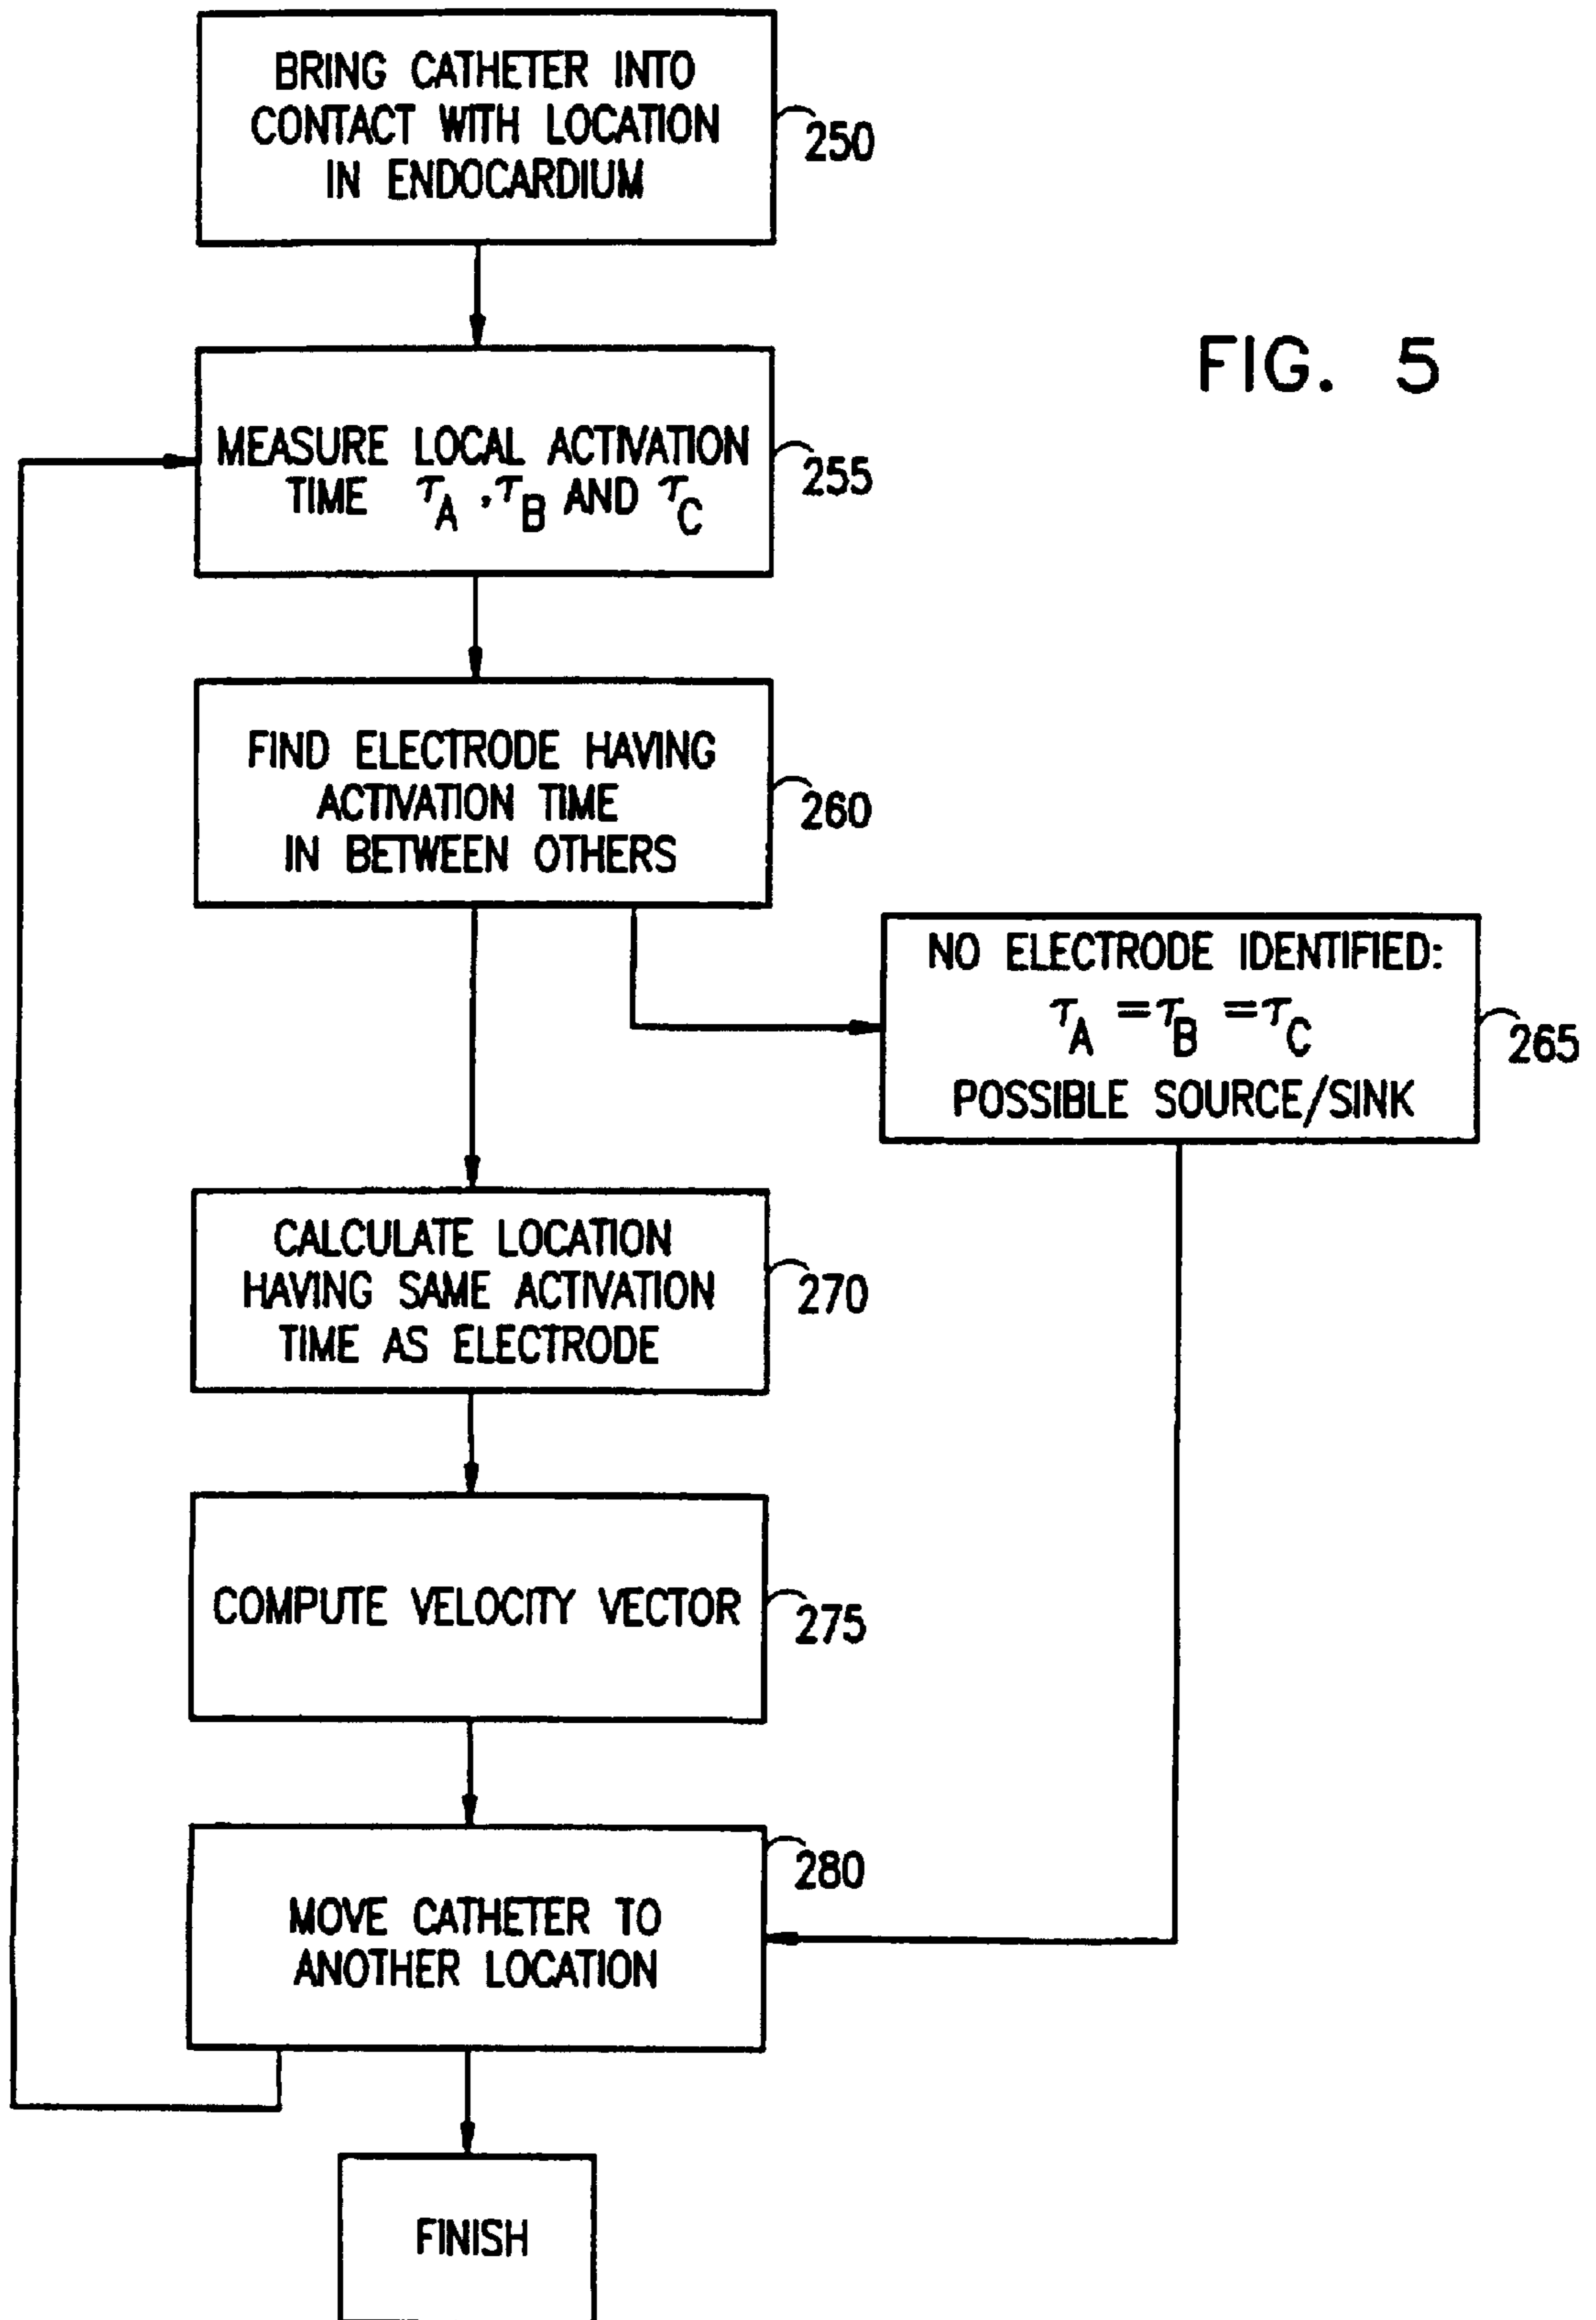 BRING CATHETER INTO
CONTACT WITH LOCATION
IN ENDOCARDIUM
250
FIG. 5
MEASURE LOCAL ACTIVATION
TIME τA, τB AND τC
255
FIND ELECTRODE HAVING
ACTIVATION TIME
IN BETWEEN OTHERS
260
NO ELECTRODE IDENTIFIED:
τA = τB = τC
POSSIBLE SOURCE/SINK
265
CALCULATE LOCATION
HAVING SAME ACTIVATION
TIME AS ELECTRODE
270
COMPUTE VELOCITY VECTOR
275
280
MOVE CATHETER TO
ANOTHER LOCATION
FINISH